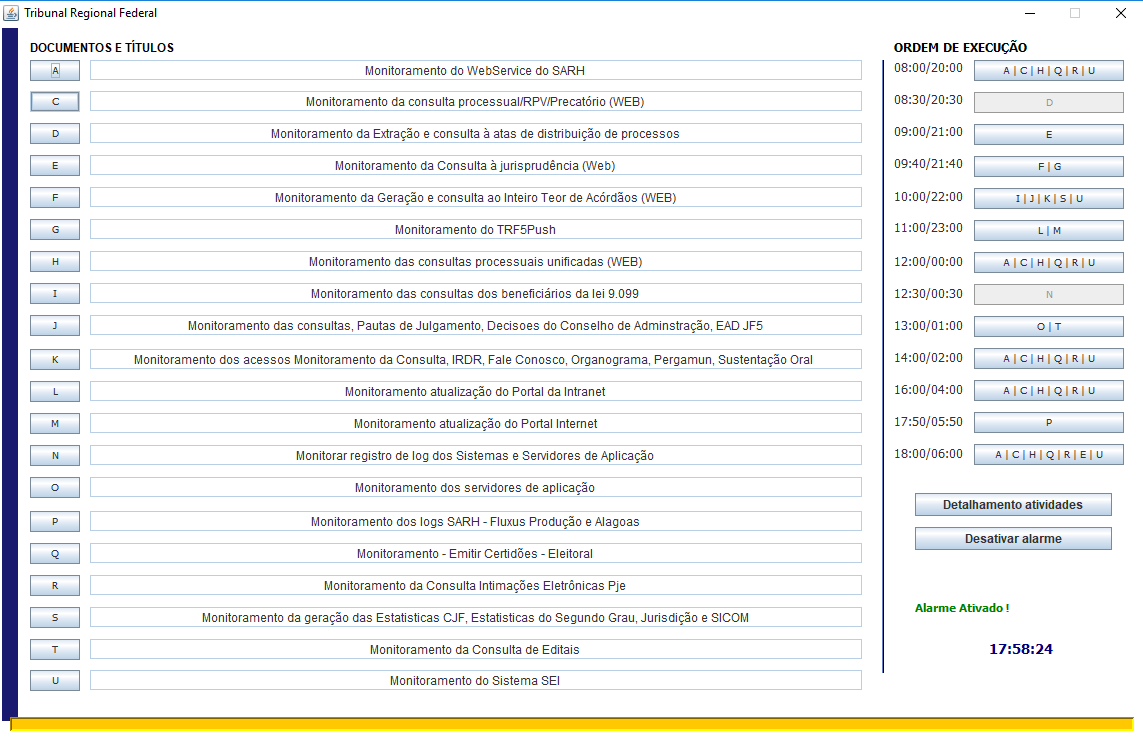 Tribunal Regional Federal
DOCUMENTOS E TÍTULOS
A Monitoramento do WebService do SARH
C Monitoramento da consulta processual/RPV/Precatório (WEB)
D Monitoramento da Extração e consulta à atas de distribuição de processos
E Monitoramento da Consulta à jurisprudência (Web)
F Monitoramento da Geração e consulta ao Inteiro Teor de Acórdãos (WEB)
G Monitoramento do TRF5Push
H Monitoramento das consultas processuais unificadas (WEB)
I Monitoramento das consultas dos beneficiários da lei 9.099
J Monitoramento das consultas, Pautas de Julgamento, Decisoes do Conselho de Adminstração, EAD JF5
K Monitoramento dos acessos Monitoramento da Consulta, IRDR, Fale Conosco, Organograma, Pergamun, Sustentação Oral
L Monitoramento atualização do Portal da Intranet
M Monitoramento atualização do Portal Internet
N Monitorar registro de log dos Sistemas e Servidores de Aplicação
O Monitoramento dos servidores de aplicação
P Monitoramento dos logs SARH - Fluxus Produção e Alagoas
Q Monitoramento - Emitir Certidões - Eleitoral
R Monitoramento da Consulta Intimações Eletrônicas Pje
S Monitoramento da geração das Estatisticas CJF, Estatisticas do Segundo Grau, Jurisdição e SICOM
T Monitoramento da Consulta de Editais
U Monitoramento do Sistema SEI
ORDEM DE EXECUÇÃO
08:00/20:00 A | C | H | Q | R | U
08:30/20:30 D
09:00/21:00 E
09:40/21:40 F | G
10:00/22:00 I | J | K | S | U
11:00/23:00 L | M
12:00/00:00 A | C | H | Q | R | U
12:30/00:30 N
13:00/01:00 O | T
14:00/02:00 A | C | H | Q | R | U
16:00/04:00 A | C | H | Q | R | U
17:50/05:50 P
18:00/06:00 A | C | H | Q | R | E | U
Detalhamento atividades
Desativar alarme
Alarme Ativado !
17:58:24